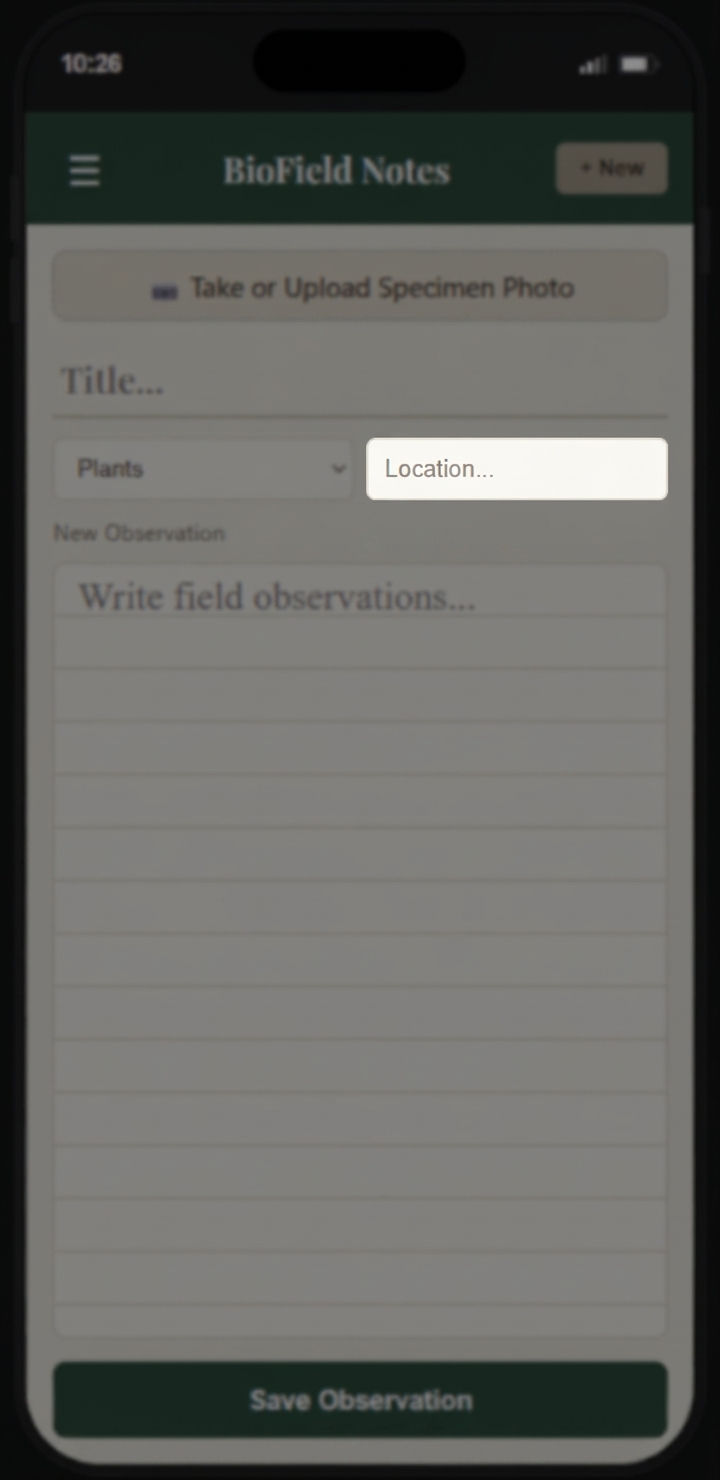 10:26
☰ BioField Notes + New
Take or Upload Specimen Photo
Title...
Plants Location...
New Observation
Write field observations...
Save Observation